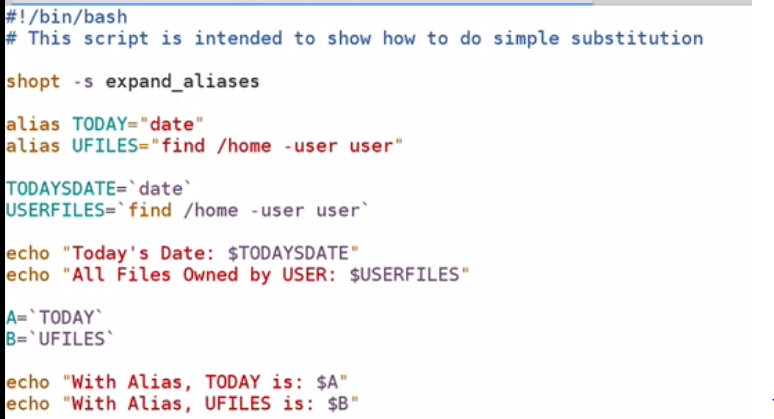 #!/bin/bash
# This script is intended to show how to do simple substitution
shopt -s expand_aliases
alias TODAY="date"
alias UFILES="find /home -user user"
TODAYSDATE=`date`
USERFILES=`find /home -user user`
echo "Today's Date: $TODAYSDATE"
echo "All Files Owned by USER: $USERFILES"
A=`TODAY`
B=`UFILES`
echo "With Alias, TODAY is: $A"
echo "With Alias, UFILES is: $B"